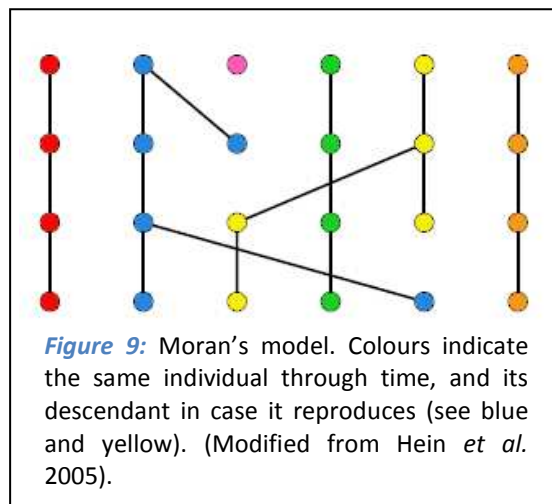 Figure 9: Moran’s model. Colours indicate
the same individual through time, and its
descendant in case it reproduces (see blue
and yellow). (Modified from Hein et al.
2005).